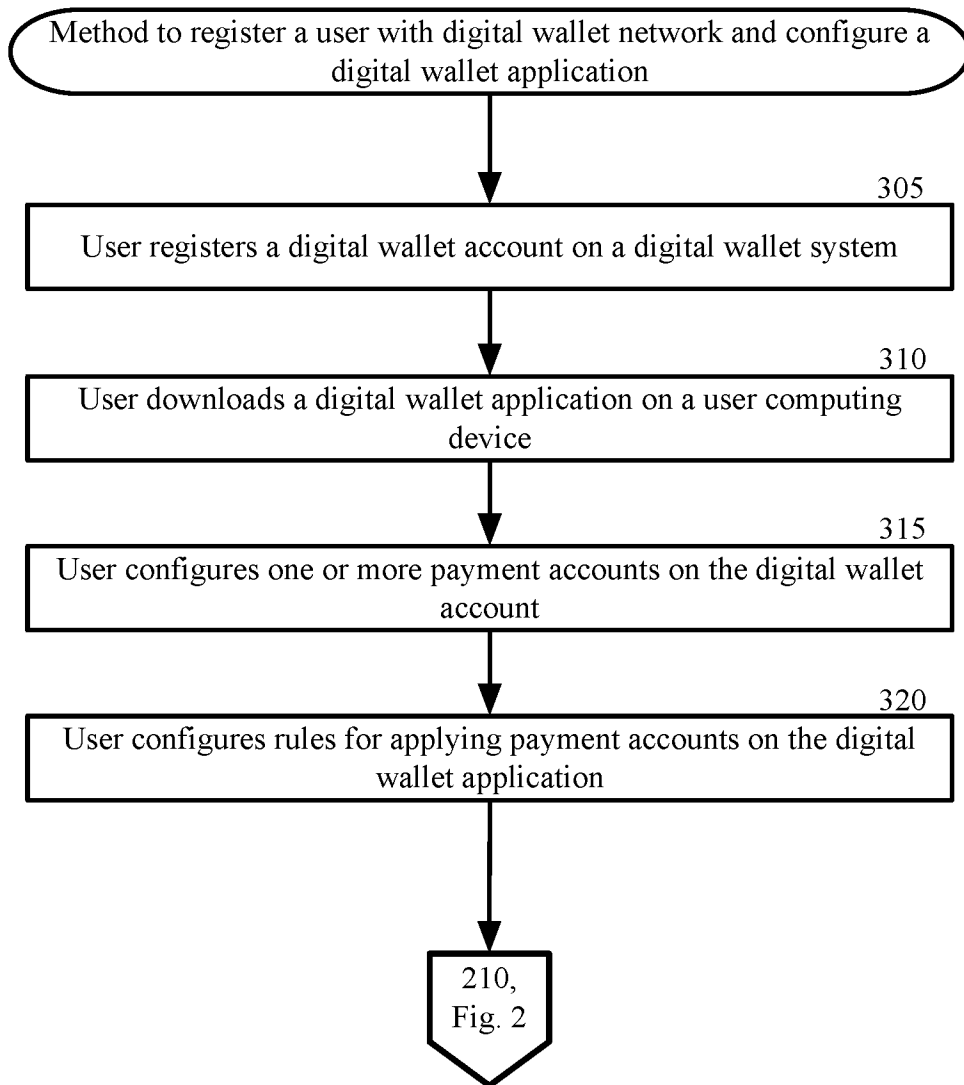 Method to register a user with digital wallet network and configure a
digital wallet application
305
User registers a digital wallet account on a digital wallet system
310
User downloads a digital wallet application on a user computing
device
315
User configures one or more payment accounts on the digital wallet
account
320
User configures rules for applying payment accounts on the digital
wallet application
210,
Fig. 2